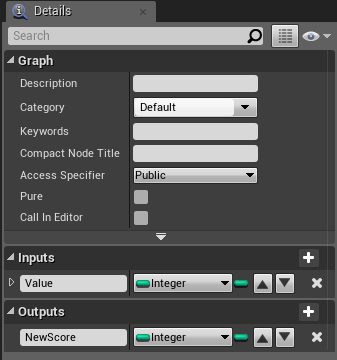 Details
Search
Graph
Description
Category Default
Keywords
Compact Node Title
Access Specifier Public
Pure
Call In Editor
Inputs
Value Integer
Outputs
NewScore Integer